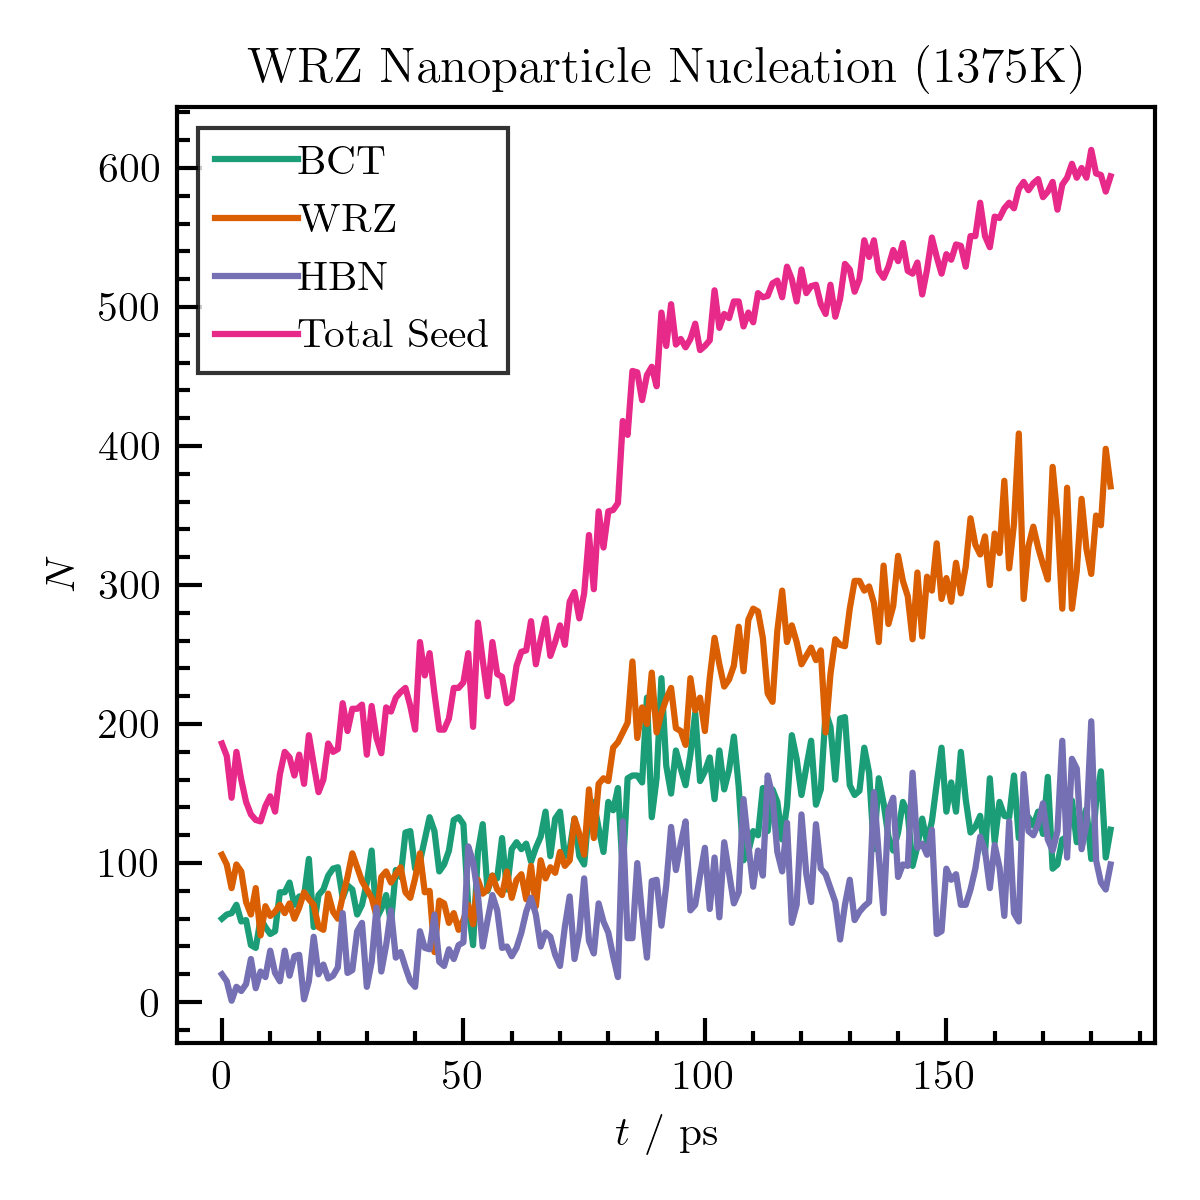 WRZ Nanoparticle Nucleation (1375K)
BCT
WRZ
HBN
Total Seed
600
500
400
300
200
100
0
N
0 50 100 150
t / ps